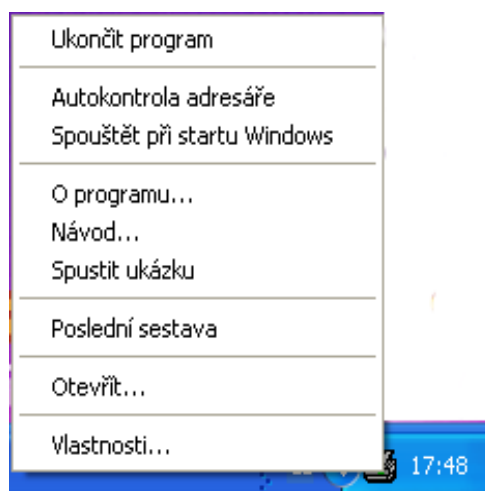 Ukončit program
Autokontrola adresáře
Spouštět při startu Windows
O programu...
Návod...
Spustit ukázku
Poslední sestava
Otevřít...
Vlastnosti...
17:48